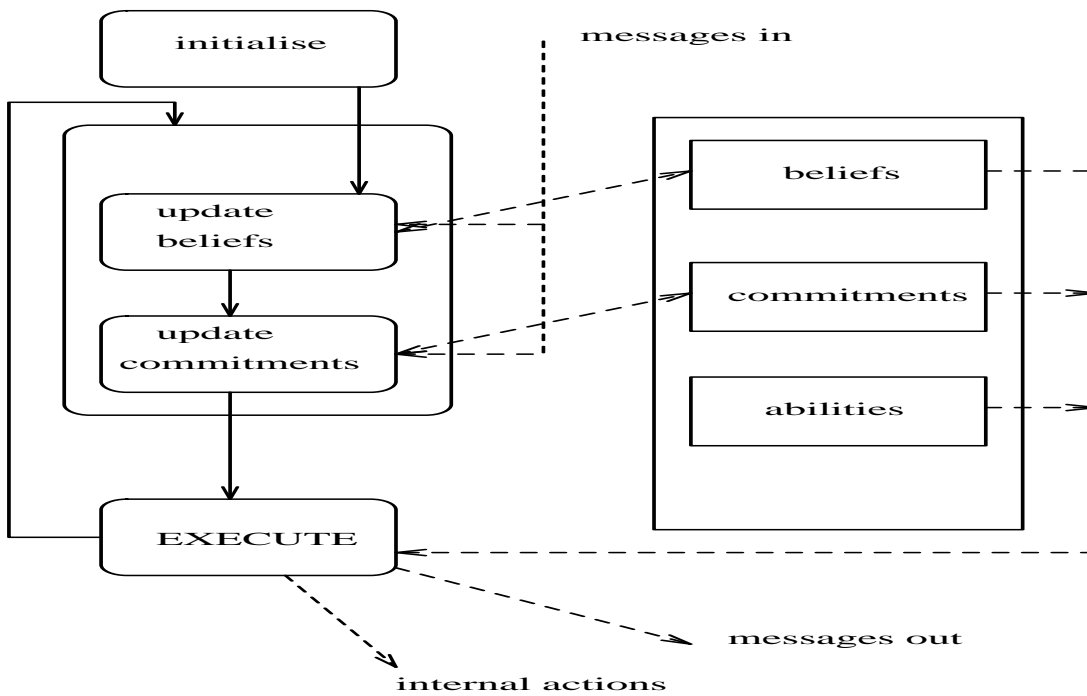 initialise
messages in
update
beliefs
update
commitments
beliefs
commitments
abilities
EXECUTE
messages out
internal actions